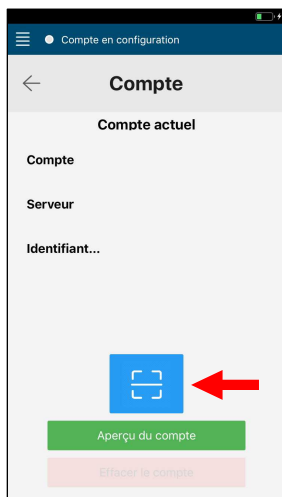 Compte en configuration
Compte
Compte actuel
Compte
Serveur
Identifiant...
Aperçu du compte
Effacer le compte